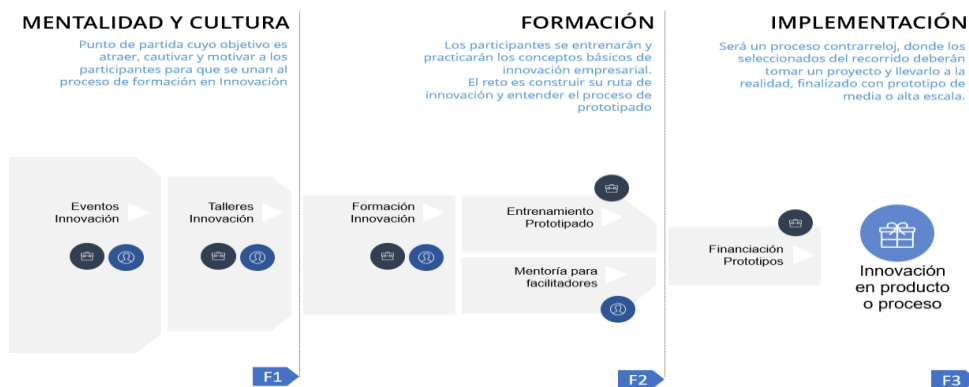 MENTALIDAD Y CULTURA
Punto de partida cuyo objetivo es
atraer, cautivar y motivar a los
participantes para que se unan al
proceso de formación en Innovación
Eventos
Innovación
Talleres
Innovación
F1
FORMACIÓN
Los participantes se entrenarán y
practicarán los conceptos básicos de
innovación empresarial.
El reto es construir su ruta de
innovación y entender el proceso de
prototipado
Formación
Innovación
Entrenamiento
Prototipado
Mentoría para
facilitadores
F2
IMPLEMENTACIÓN
Será un proceso contrarreloj, donde los
seleccionados del recorrido deberán
tomar un proyecto y llevarlo a la
realidad, finalizado con prototipo de
media o alta escala.
Financiación
Prototipos
Innovación
en producto
o proceso
F3